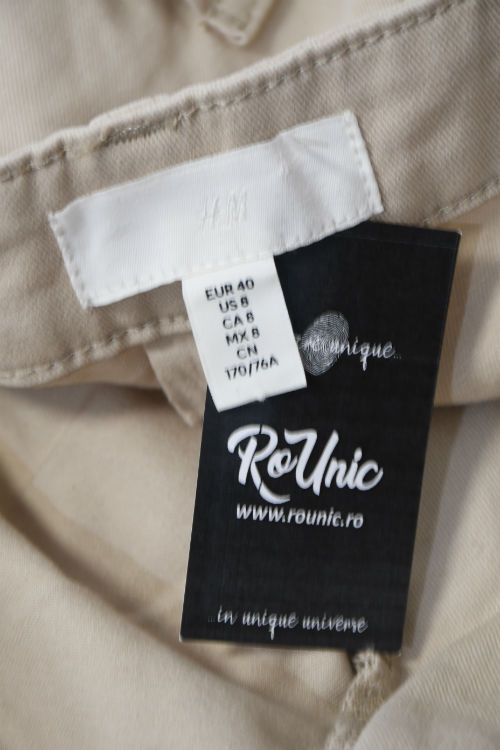 H&M
EUR 40
US 8
CA 8
MX 8
CN
170/76A
unique...
RoUnic
www.rounic.ro
...in unique universe